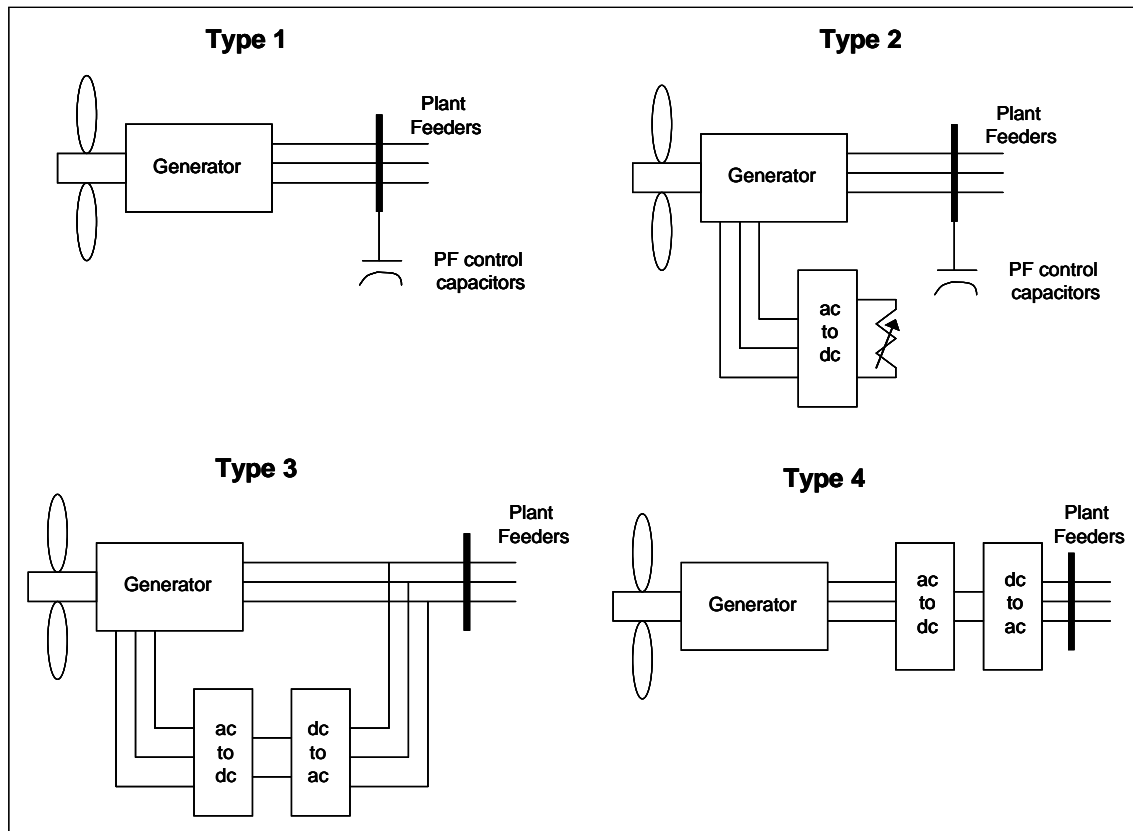 Type 1
Plant
Feeders
Generator
PF control
capacitors
Type 2
Plant
Feeders
Generator
PF control
capacitors
ac
to
dc
Type 3
Plant
Feeders
Generator
ac
to
dc
dc
to
ac
Type 4
Plant
Feeders
Generator
ac
to
dc
dc
to
ac